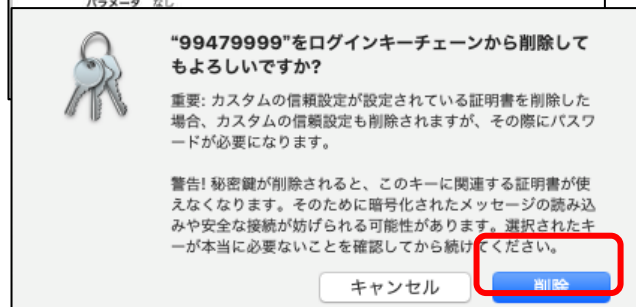 パラメータ なし
“99479999”をログインキーチェーンから削除して
もよろしいですか?
重要: カスタムの信頼設定が設定されている証明書を削除した
場合、カスタムの信頼設定も削除されますが、その際にパスワ
ードが必要になります。
警告! 秘密鍵が削除されると、このキーに関連する証明書が使
えなくなります。そのために暗号化されたメッセージの読み込
みや安全な接続が妨げられる可能性があります。選択されたキ
ーが本当に必要ないことを確認してから続けてください。
キャンセル
削除